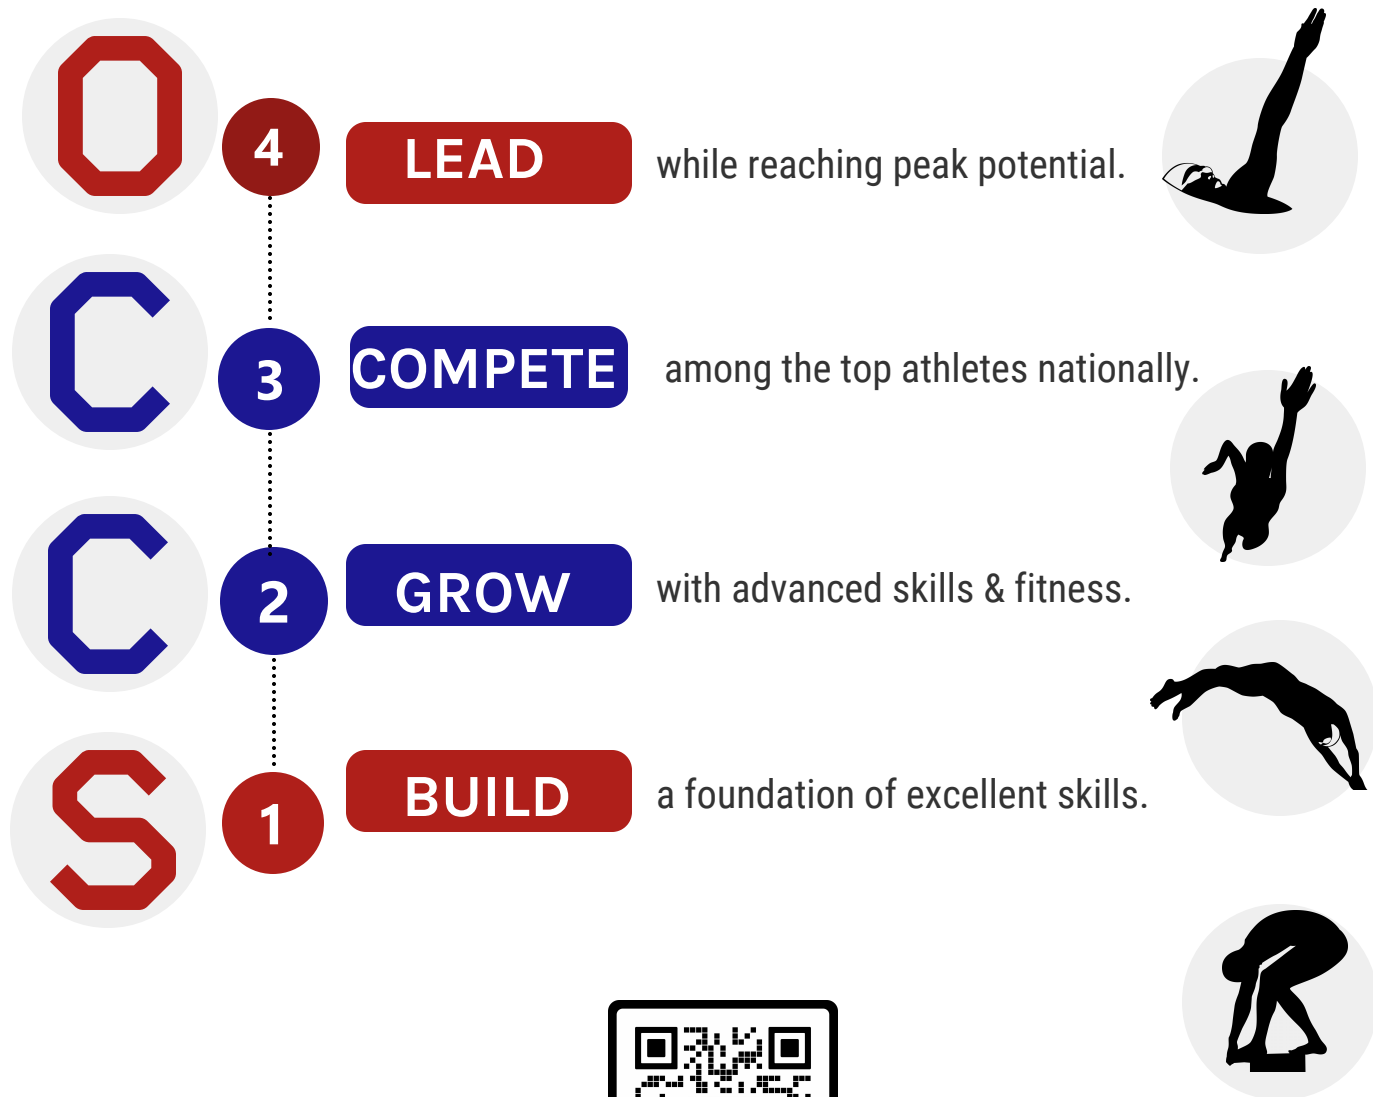 O
4 LEAD while reaching peak potential.
C
3 COMPETE among the top athletes nationally.
C
2 GROW with advanced skills & fitness.
S
1 BUILD a foundation of excellent skills.